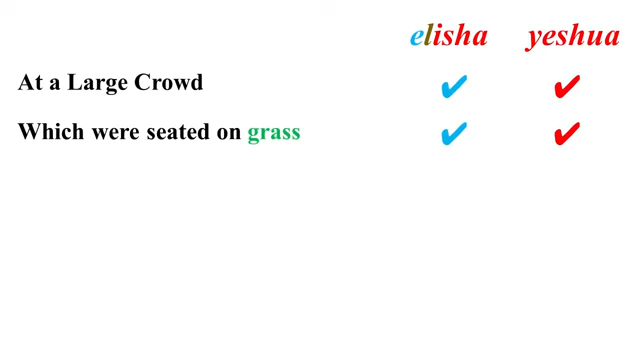 elisha yeshua
At a Large Crowd ✔ ✔
Which were seated on grass ✔ ✔